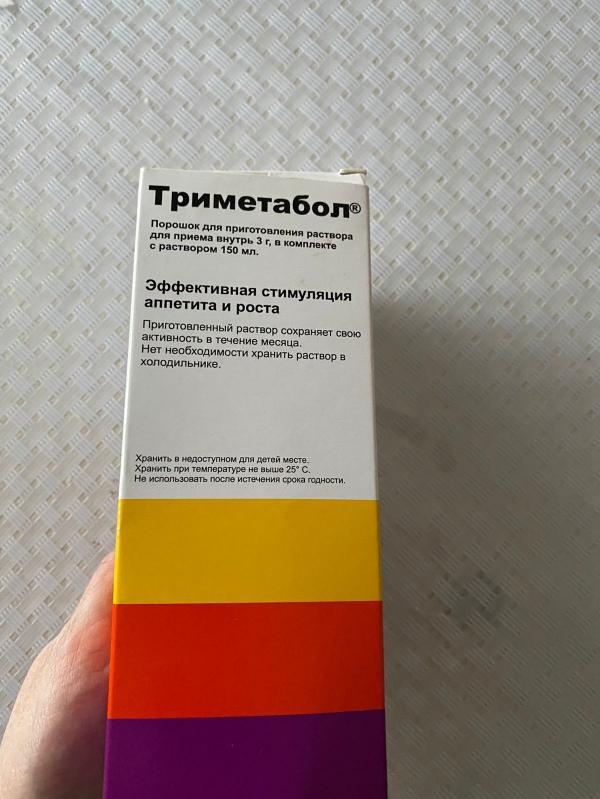 Триметабол®
Порошок для приготовления раствора
для приема внутрь 3 г, в комплекте
с раствором 150 мл.
Эффективная стимуляция
аппетита и роста
Приготовленный раствор сохраняет свою
активность в течение месяца.
Нет необходимости хранить раствор в
холодильнике.
Хранить в недоступном для детей месте.
Хранить при температуре не выше 25° С.
Не использовать после истечения срока годности.